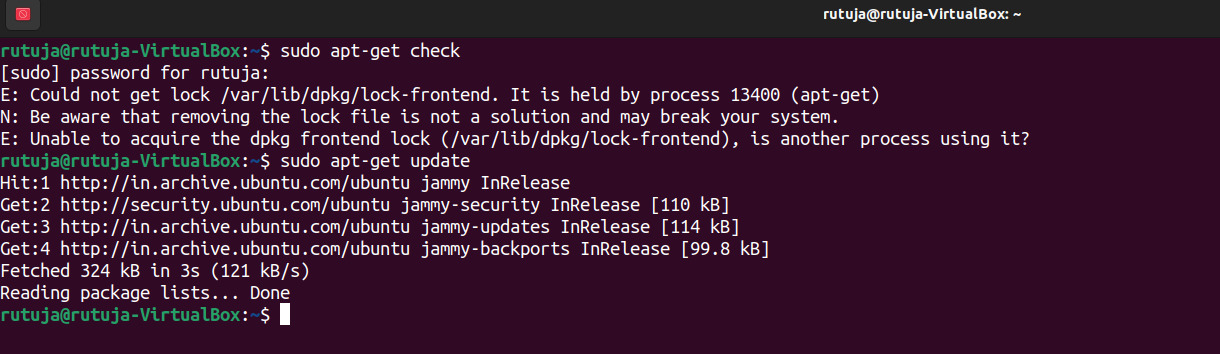 rutuja@rutuja-VirtualBox: ~
rutuja@rutuja-VirtualBox:~$ sudo apt-get check
[sudo] password for rutuja:
E: Could not get lock /var/lib/dpkg/lock-frontend. It is held by process 13400 (apt-get)
N: Be aware that removing the lock file is not a solution and may break your system.
E: Unable to acquire the dpkg frontend lock (/var/lib/dpkg/lock-frontend), is another process using it?
rutuja@rutuja-VirtualBox:~$ sudo apt-get update
Hit:1 http://in.archive.ubuntu.com/ubuntu jammy InRelease
Get:2 http://security.ubuntu.com/ubuntu jammy-security InRelease [110 kB]
Get:3 http://in.archive.ubuntu.com/ubuntu jammy-updates InRelease [114 kB]
Get:4 http://in.archive.ubuntu.com/ubuntu jammy-backports InRelease [99.8 kB]
Fetched 324 kB in 3s (121 kB/s)
Reading package lists... Done
rutuja@rutuja-VirtualBox:~$